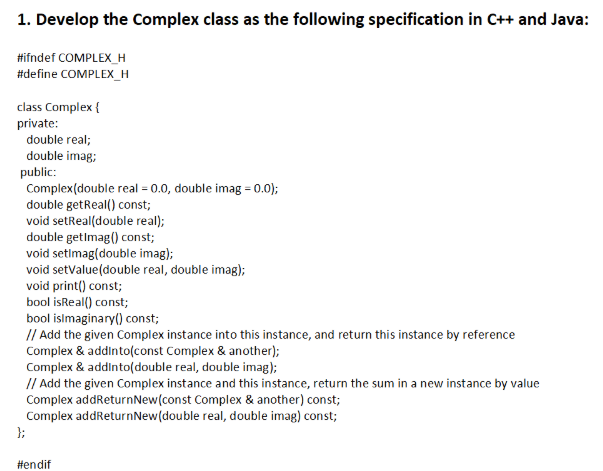 1. Develop the Complex class as the following specification in C++ and Java:
#ifndef COMPLEX_H
#define COMPLEX_H
class Complex {
private:
double real;
double imag;
public:
Complex(double real = 0.0, double imag = 0.0);
double getReal() const;
void setReal(double real);
double getImag() const;
void setImag(double imag);
void setValue(double real, double imag);
void print() const;
bool isReal() const;
bool isImaginary() const;
// Add the given Complex instance into this instance, and return this instance by reference
Complex & addInto(const Complex & another);
Complex & addInto(double real, double imag);
// Add the given Complex instance and this instance, return the sum in a new instance by value
Complex addReturnNew(const Complex & another) const;
Complex addReturnNew(double real, double imag) const;
};
#endif